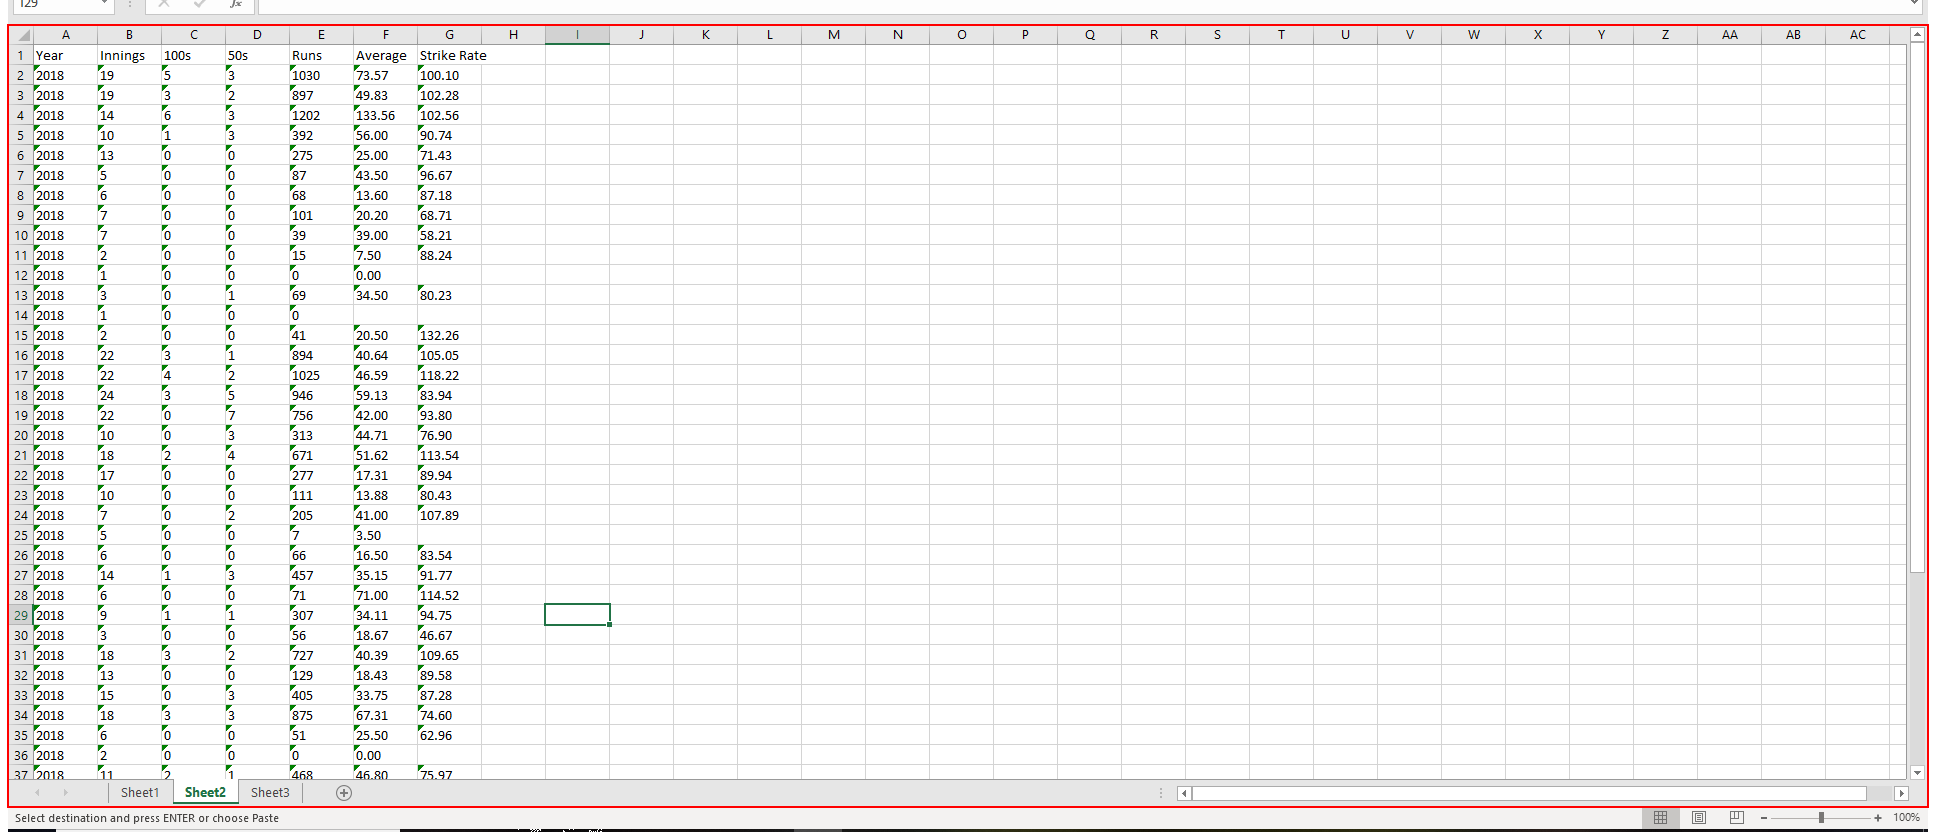 129
fx
A B C D E F G H I J K L M N O P Q R S T U V W X Y Z AA AB AC
1 Year Innings 100s 50s Runs Average Strike Rate
2 2018 19 5 3 1030 73.57 100.10
3 2018 19 3 2 897 49.83 102.28
4 2018 14 6 3 1202 133.56 102.56
5 2018 10 1 3 392 56.00 90.74
6 2018 13 0 0 275 25.00 71.43
7 2018 5 0 0 87 43.50 96.67
8 2018 6 0 0 68 13.60 87.18
9 2018 7 0 0 101 20.20 68.71
10 2018 7 0 0 39 39.00 58.21
11 2018 2 0 0 15 7.50 88.24
12 2018 1 0 0 0 0.00
13 2018 3 0 1 69 34.50 80.23
14 2018 1 0 0 0
15 2018 2 0 0 41 20.50 132.26
16 2018 22 3 1 894 40.64 105.05
17 2018 22 4 2 1025 46.59 118.22
18 2018 24 3 5 946 59.13 83.94
19 2018 22 0 7 756 42.00 93.80
20 2018 10 0 3 313 44.71 76.90
21 2018 18 2 4 671 51.62 113.54
22 2018 17 0 0 277 17.31 89.94
23 2018 10 0 0 111 13.88 80.43
24 2018 7 0 2 205 41.00 107.89
25 2018 5 0 0 7 3.50
26 2018 6 0 0 66 16.50 83.54
27 2018 14 1 3 457 35.15 91.77
28 2018 6 0 0 71 71.00 114.52
29 2018 9 1 1 307 34.11 94.75
30 2018 3 0 0 56 18.67 46.67
31 2018 18 3 2 727 40.39 109.65
32 2018 13 0 0 129 18.43 89.58
33 2018 15 0 3 405 33.75 87.28
34 2018 18 3 3 875 67.31 74.60
35 2018 6 0 0 51 25.50 62.96
36 2018 2 0 0 0 0.00
37 2018 11 2 1 468 46.80 75.97
Sheet1 Sheet2 Sheet3
Select destination and press ENTER or choose Paste 100%